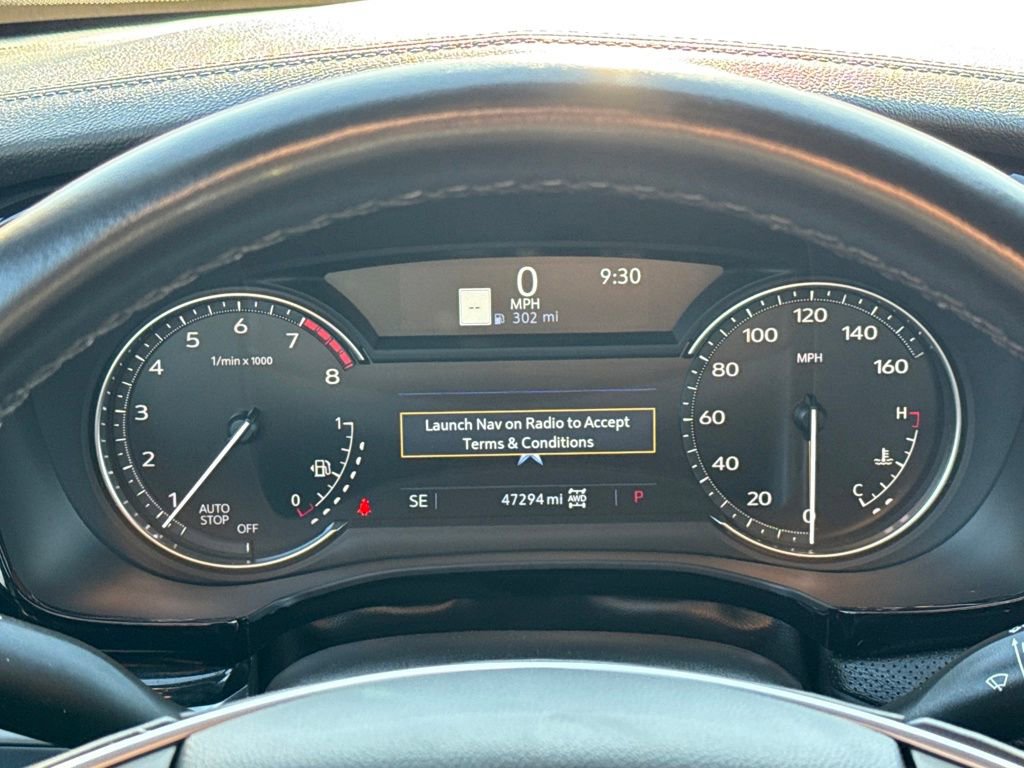 0 9:30
--
MPH
302 mi
6
5 7
4 8
1/min x 1000
3
2
1
AUTO
STOP
OFF
1
0
Launch Nav on Radio to Accept
Terms & Conditions
SE 47294 mi AWD P
120
100 140
80 160
MPH
60
40
20
0
H
C